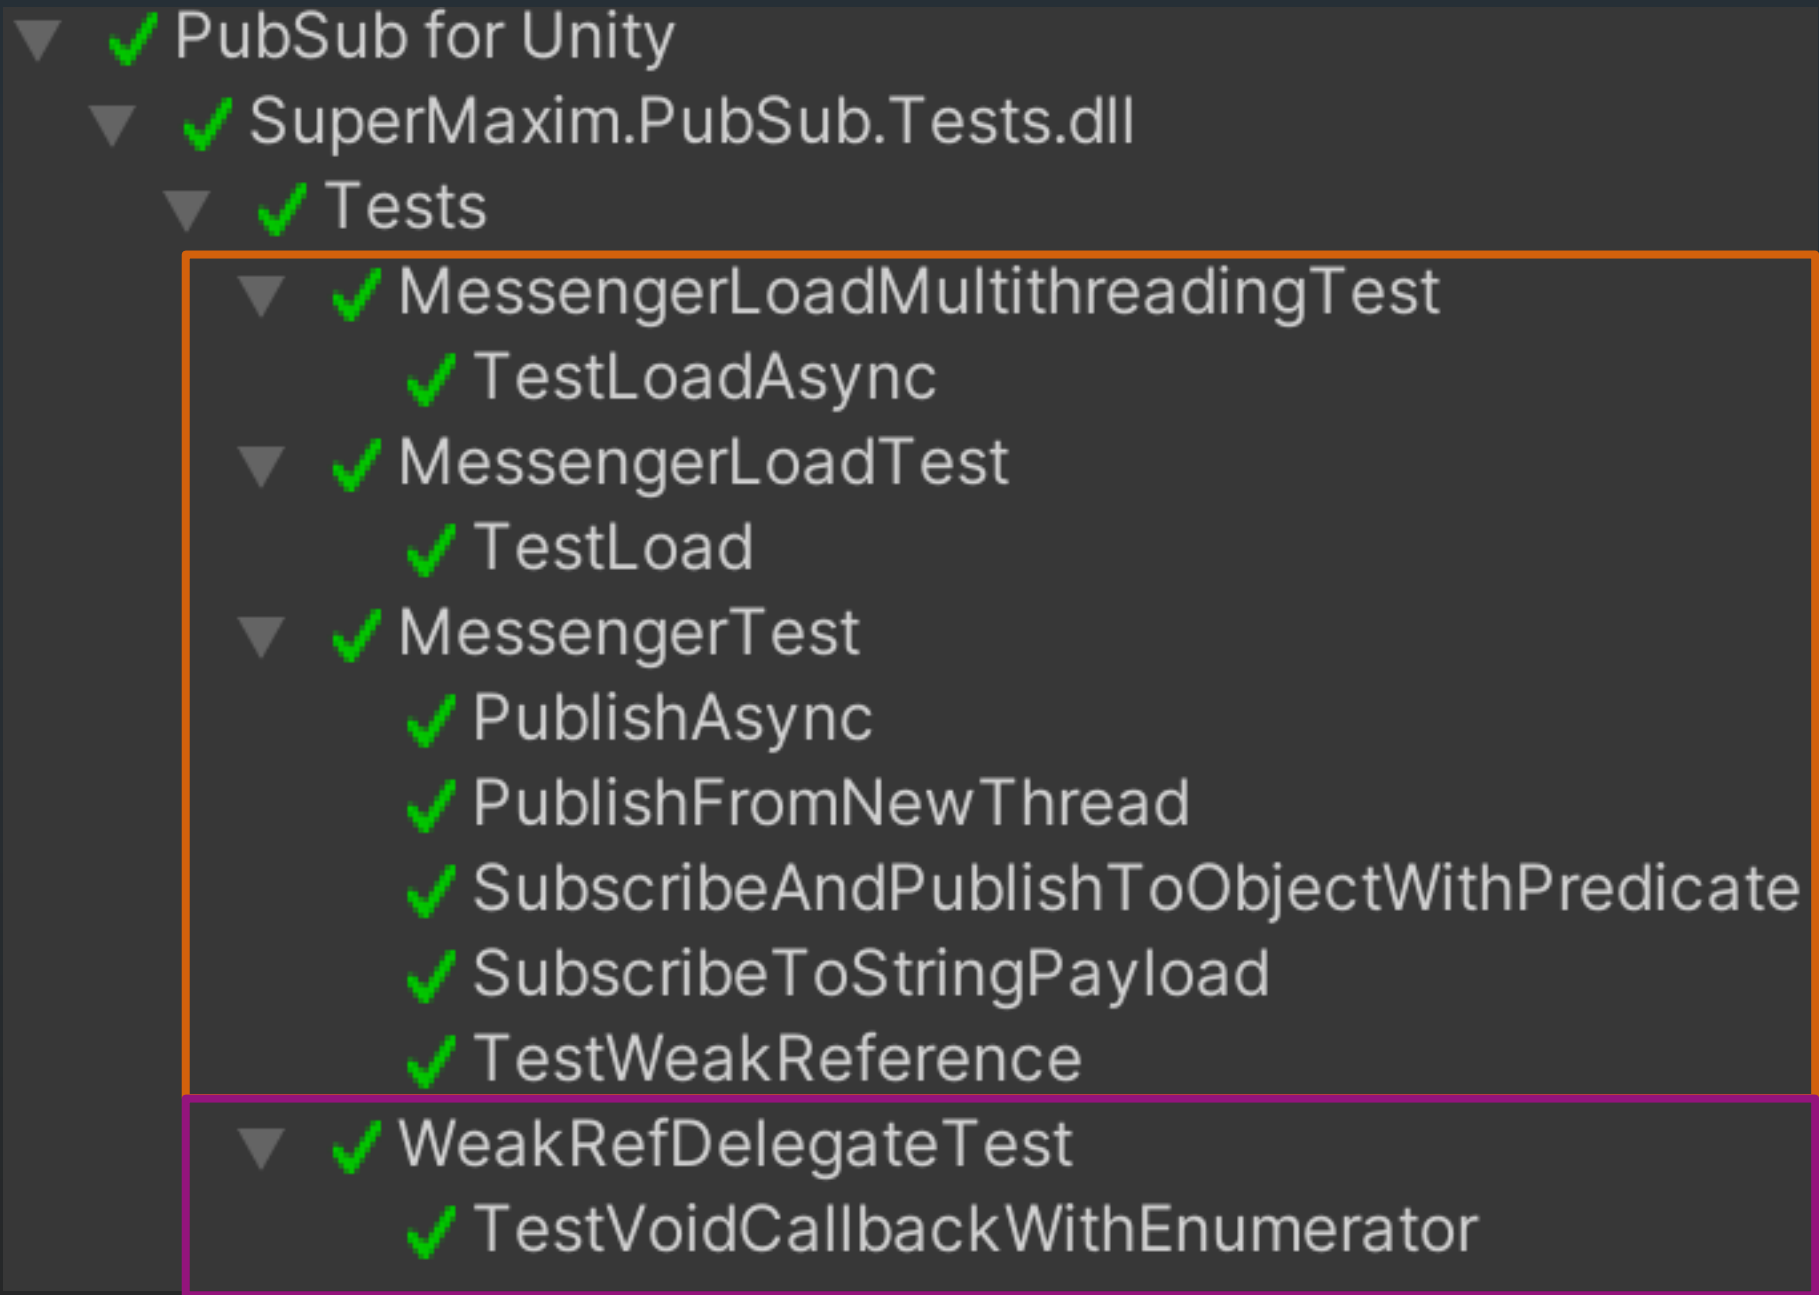 PubSub for Unity
SuperMaxim.PubSub.Tests.dll
Tests
MessengerLoadMultithreadingTest
TestLoadAsync
MessengerLoadTest
TestLoad
MessengerTest
PublishAsync
PublishFromNewThread
SubscribeAndPublishToObjectWithPredicate
SubscribeToStringPayload
TestWeakReference
WeakRefDelegateTest
TestVoidCallbackWithEnumerator